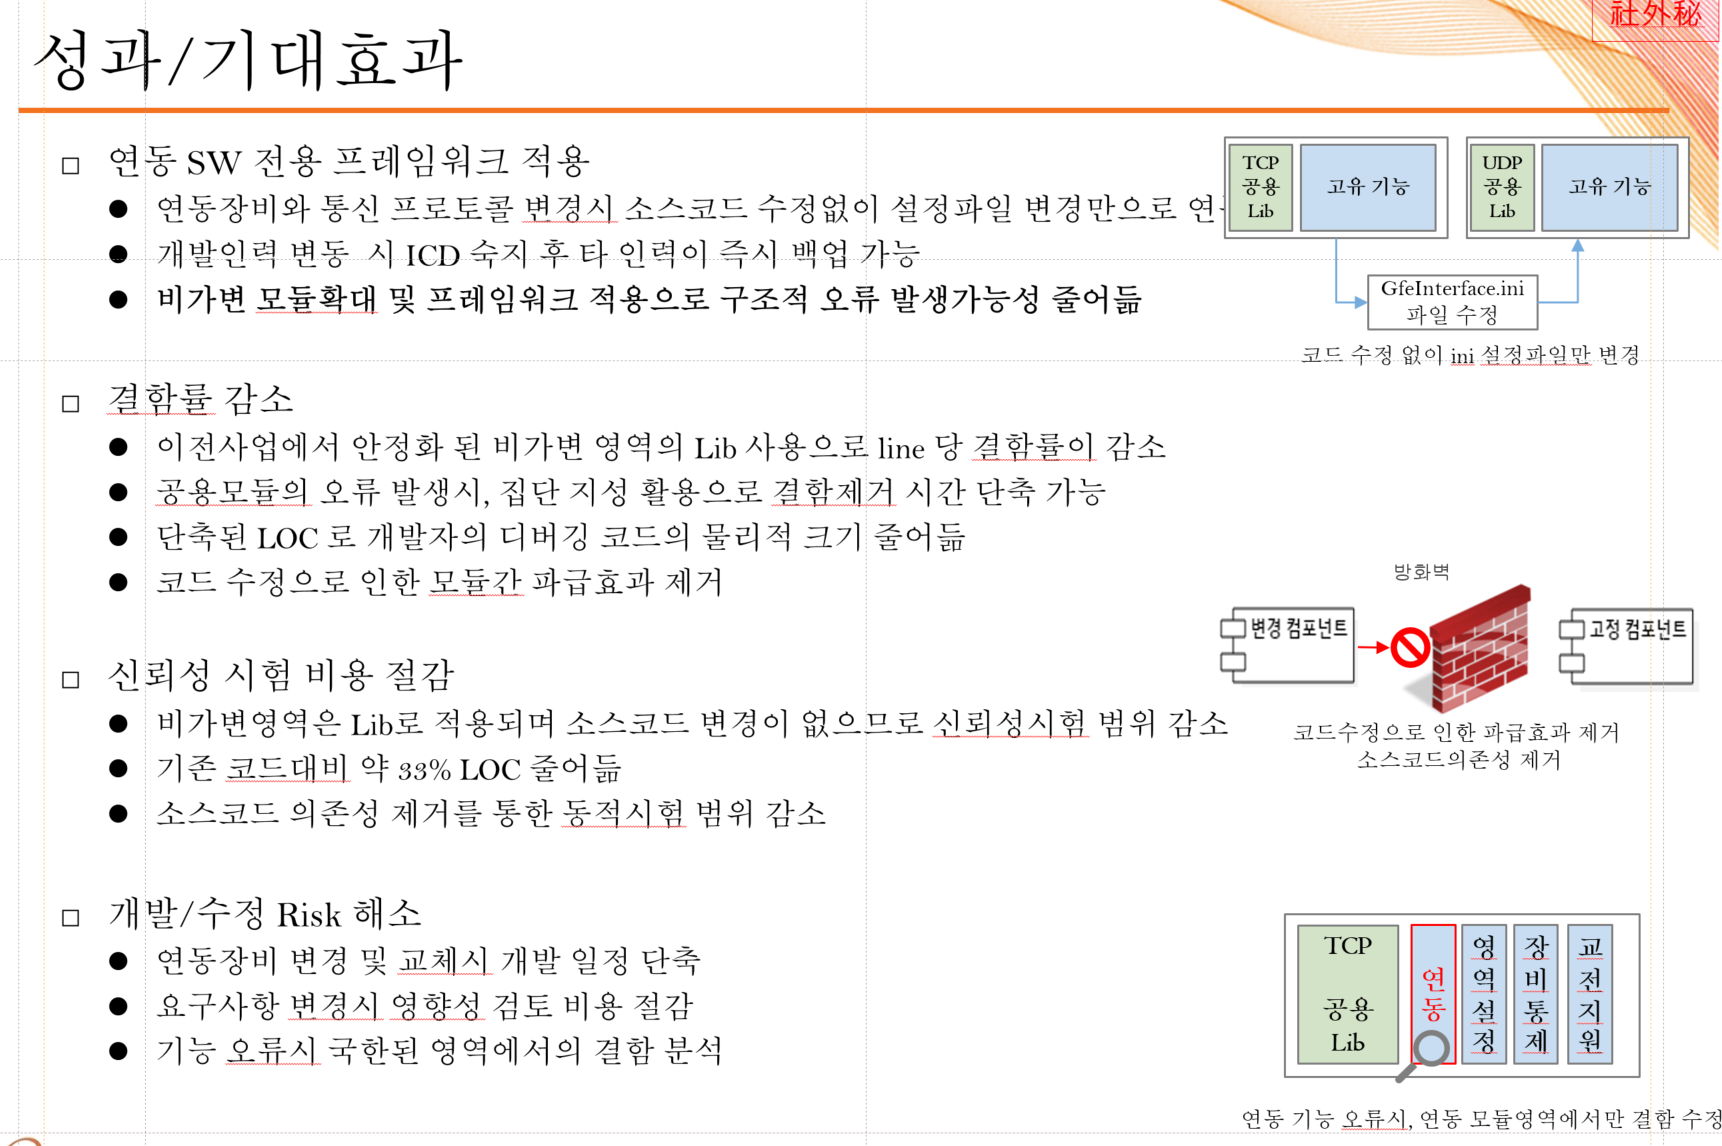 社外秘
성과/기대효과
연동 SW 전용 프레임워크 적용
연동장비와 통신 프로토콜 변경시 소스코드 수정없이 설정파일 변경만으로
개발인력 변동 시 ICD 숙지 후 타 인력이 즉시 백업 가능
비가변 모듈확대 및 프레임워크 적용으로 구조적 오류 발생가능성 줄어듦
TCP
공용
Lib
고유 기능
UDP
공용
Lib
고유 기능
GfeInterface.ini
파일 수정
코드 수정 없이 ini 설정파일만 변경
결함률 감소
이전사업에서 안정화 된 비가변 영역의 Lib 사용으로 line 당 결함률이 감소
공용모듈의 오류 발생시, 집단 지성 활용으로 결함제거 시간 단축 가능
단축된 LOC 로 개발자의 디버깅 코드의 물리적 크기 줄어듦
코드 수정으로 인한 모듈간 파급효과 제거
방화벽
변경 컴포넌트
고정 컴포넌트
코드수정으로 인한 파급효과 제거
소스코드의존성 제거
신뢰성 시험 비용 절감
비가변영역은 Lib로 적용되며 소스코드 변경이 없으므로 신뢰성시험 범위 감소
기존 코드대비 약 33% LOC 줄어듦
소스코드 의존성 제거를 통한 동적시험 범위 감소
개발/수정 Risk 해소
연동장비 변경 및 교체시 개발 일정 단축
요구사항 변경시 영향성 검토 비용 절감
기능 오류시 국한된 영역에서의 결함 분석
TCP
공용
Lib
연동
영역설정
장비통제
교전지원
연동 기능 오류시, 연동 모듈영역에서만 결함 수정